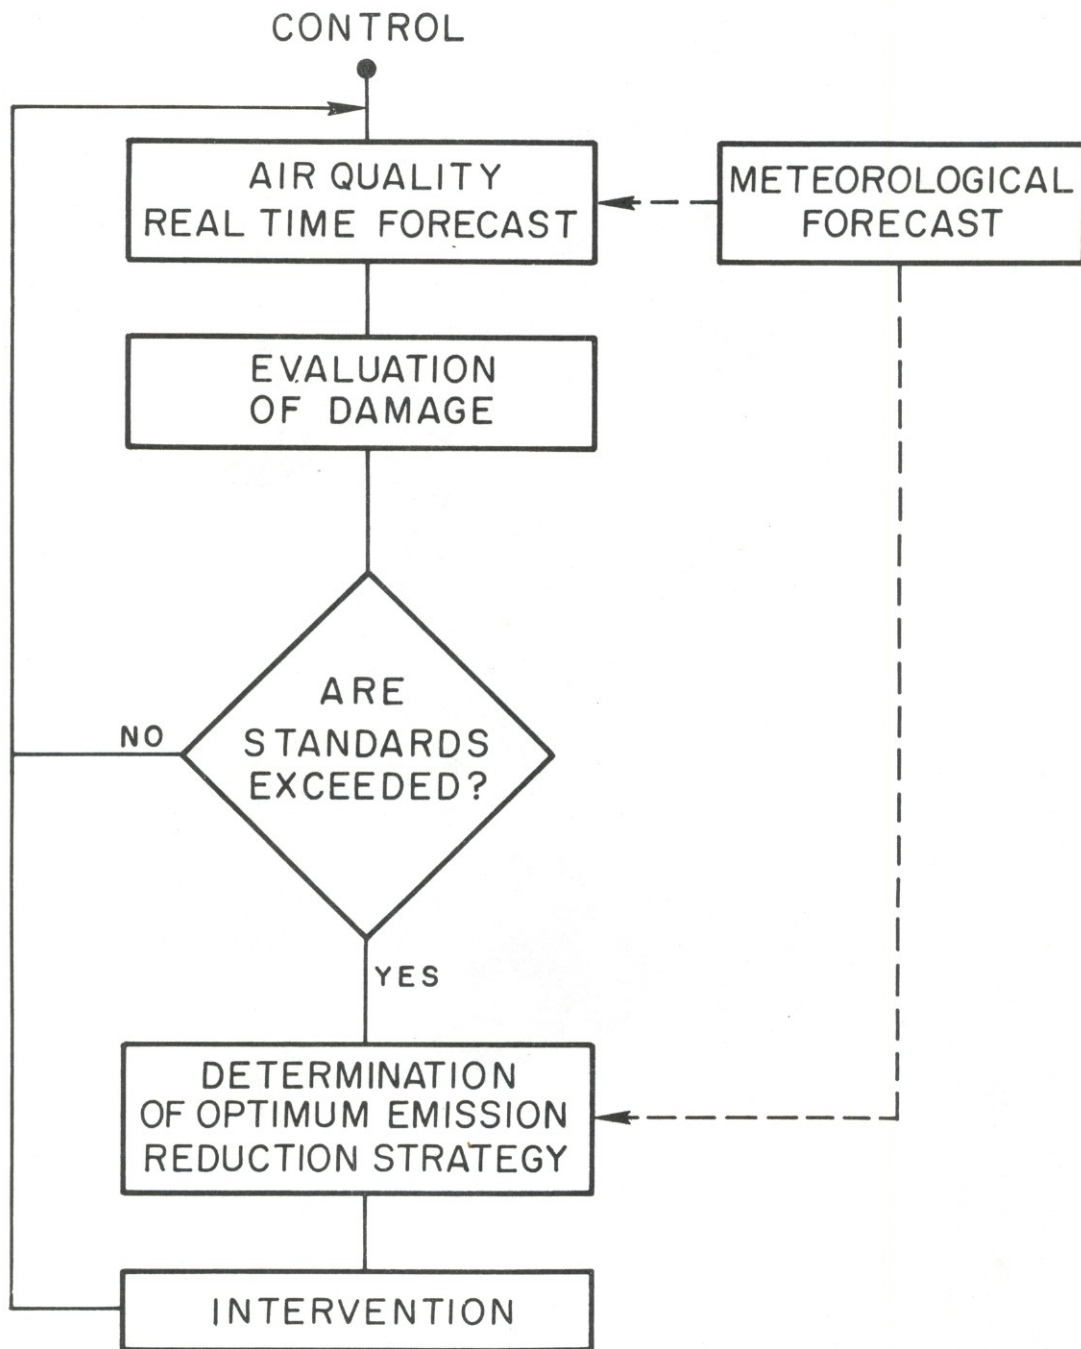 CONTROL
AIR QUALITY
REAL TIME FORECAST
METEOROLOGICAL
FORECAST
EVALUATION
OF DAMAGE
ARE
STANDARDS
EXCEEDED?
NO
YES
DETERMINATION
OF OPTIMUM EMISSION
REDUCTION STRATEGY
INTERVENTION